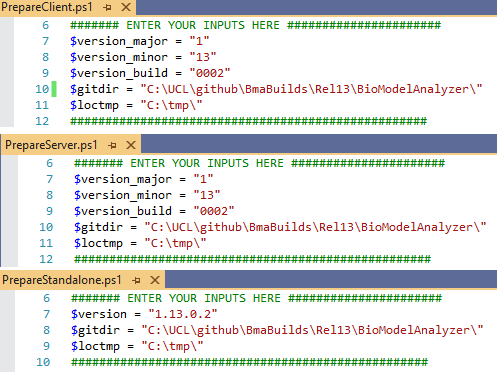 PrepareClient.ps1
6 ####### ENTER YOUR INPUTS HERE ######################
7 $version_major = "1"
8 $version_minor = "13"
9 $version_build = "0002"
10 $gitdir = "C:\UCL\github\BmaBuilds\Rel13\BioModelAnalyzer\"
11 $loctmp = "C:\tmp\"
12 ###################################################
PrepareServer.ps1
6 ####### ENTER YOUR INPUTS HERE ######################
7 $version_major = "1"
8 $version_minor = "13"
9 $version_build = "0002"
10 $gitdir = "C:\UCL\github\BmaBuilds\Rel13\BioModelAnalyzer\"
11 $loctmp = "C:\tmp\"
12 ###################################################
PrepareStandalone.ps1
6 ####### ENTER YOUR INPUTS HERE ######################
7 $version = "1.13.0.2"
8 $gitdir = "C:\UCL\github\BmaBuilds\Rel13\BioModelAnalyzer\"
9 $loctmp = "C:\tmp\"
10 ###################################################